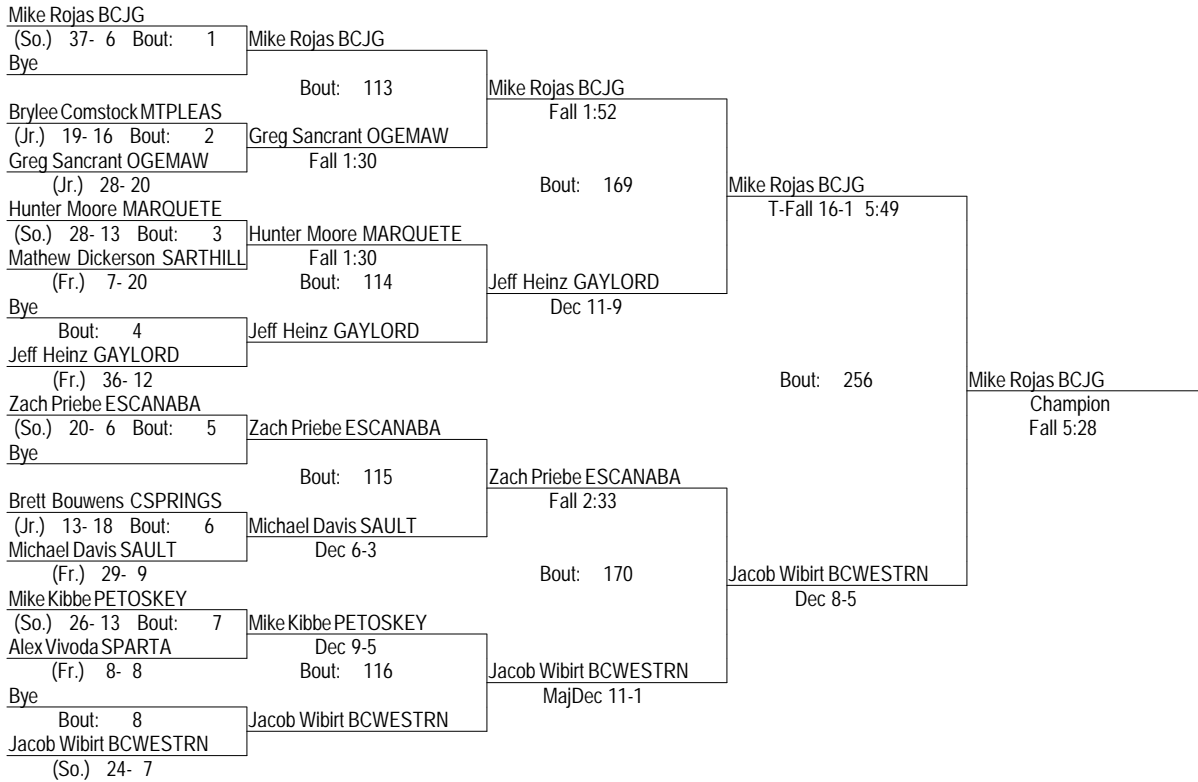 Mike Rojas BCJG
(So.) 37- 6 Bout: 1 Mike Rojas BCJG
Bye
Bout: 113 Mike Rojas BCJG
Brylee Comstock MTPLEAS Fall 1:52
(Jr.) 19- 16 Bout: 2 Greg Sancrant OGEMAW
Greg Sancrant OGEMAW Fall 1:30
(Jr.) 28- 20 Bout: 169 Mike Rojas BCJG
Hunter Moore MARQUETE T-Fall 16-1 5:49
(So.) 28- 13 Bout: 3 Hunter Moore MARQUETE
Mathew Dickerson SARTHILL Fall 1:30
(Fr.) 7- 20 Bout: 114 Jeff Heinz GAYLORD
Bye Dec 11-9
Bout: 4 Jeff Heinz GAYLORD
Jeff Heinz GAYLORD
(Fr.) 36- 12 Bout: 256 Mike Rojas BCJG
Zach Priebe ESCANABA Champion
(So.) 20- 6 Bout: 5 Zach Priebe ESCANABA Fall 5:28
Bye
Bout: 115 Zach Priebe ESCANABA
Brett Bouwens CSPRINGS Fall 2:33
(Jr.) 13- 18 Bout: 6 Michael Davis SAULT
Michael Davis SAULT Dec 6-3
(Fr.) 29- 9 Bout: 170 Jacob Wibirt BCWESTRN
Mike Kibbe PETOSKEY Dec 8-5
(So.) 26- 13 Bout: 7 Mike Kibbe PETOSKEY
Alex Vivoda SPARTA Dec 9-5
(Fr.) 8- 8 Bout: 116 Jacob Wibirt BCWESTRN
Bye MajDec 11-1
Bout: 8 Jacob Wibirt BCWESTRN
Jacob Wibirt BCWESTRN
(So.) 24- 7